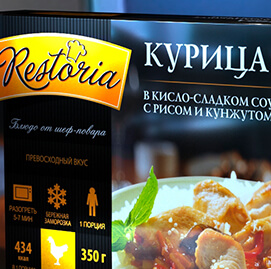 Restoria
КУРИЦА
В КИСЛО-СЛАДКОМ СОУ
С РИСОМ И КУНЖУТОМ
Блюдо от шеф-повара
ПРЕВОСХОДНЫЙ ВКУС
РАЗОГРЕТЬ
5-7 МИН
БЕРЕЖНАЯ
ЗАМОРОЗКА
1 ПОРЦИЯ
434
ккал
350 г